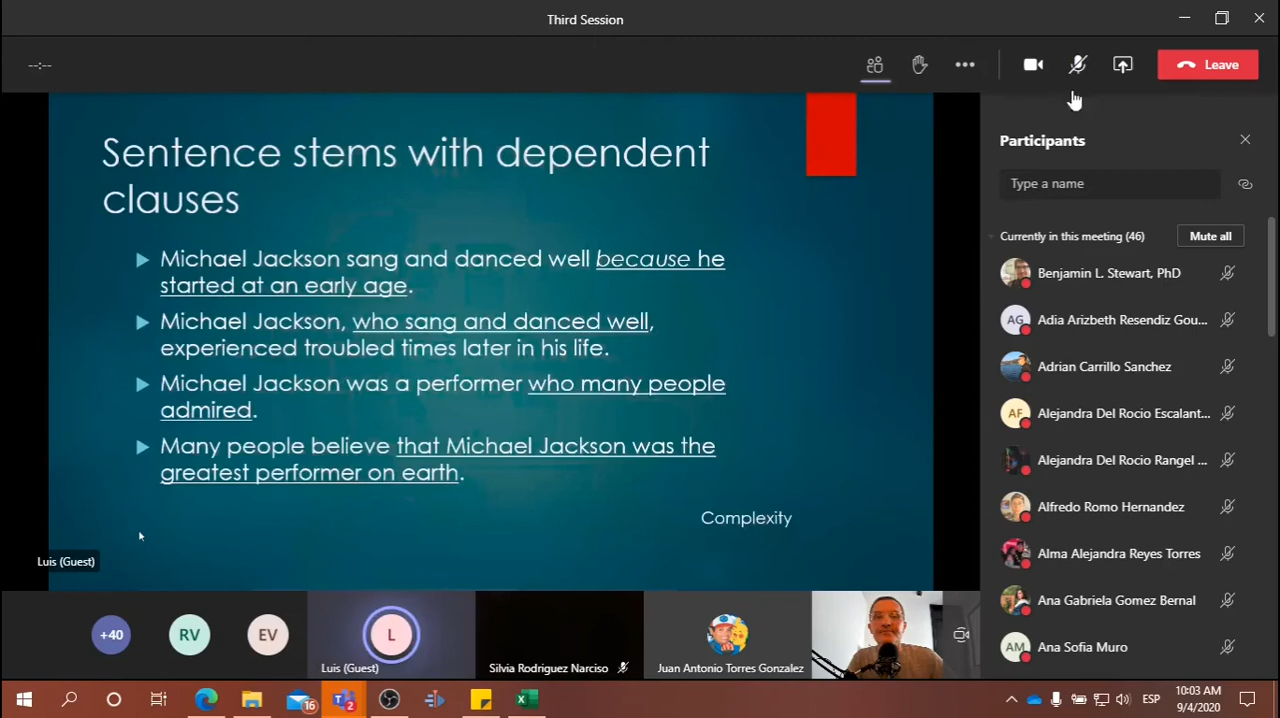 Third Session
--:--
Leave
Sentence stems with dependent
clauses
Michael Jackson sang and danced well because he
started at an early age.
Michael Jackson, who sang and danced well,
experienced troubled times later in his life.
Michael Jackson was a performer who many people
admired.
Many people believe that Michael Jackson was the
greatest performer on earth.
Complexity
Luis (Guest)
Participants
Type a name
Currently in this meeting (46)
Mute all
Benjamin L. Stewart, PhD
AG
Adia Arizbeth Resendiz Gou...
Adrian Carrillo Sanchez
AF
Alejandra Del Rocio Escalant...
Alejandra Del Rocio Rangel ...
Alfredo Romo Hernandez
Alma Alejandra Reyes Torres
Ana Gabriela Gomez Bernal
AM
Ana Sofia Muro
+40
RV
EV
L
Luis (Guest)
Silvia Rodriguez Narciso
Juan Antonio Torres Gonzalez
16
2
ESP
10:03 AM
9/4/2020